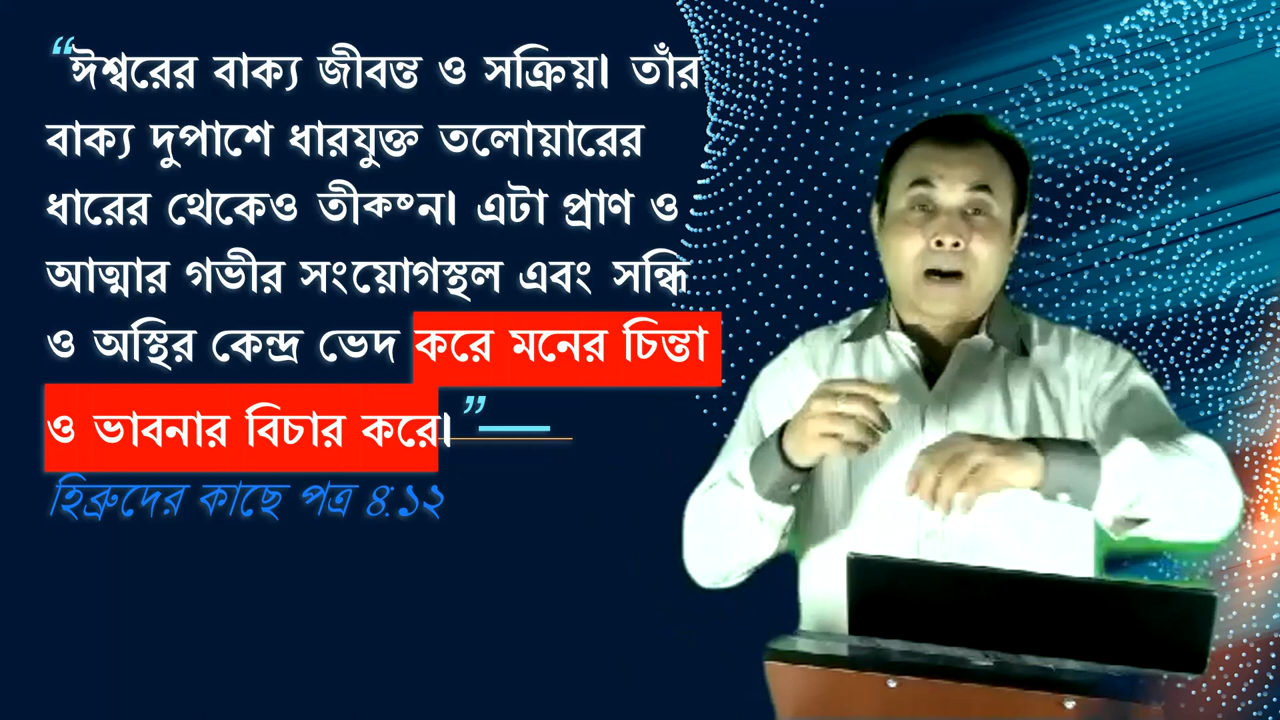 “ঈশ্বরের বাক্য জীবন্ত ও সক্রিয়। তাঁর
বাক্য দুপাশে ধারযুক্ত তলোয়ারের
ধারের থেকেও তীক্ষ্ন। এটা প্রাণ ও
আত্মার গভীর সংযোগস্থল এবং সন্ধি
ও অস্থির কেন্দ্র ভেদ করে মনের চিন্তা
ও ভাবনার বিচার করে। ”—
হিব্রুদের কাছে পত্র ৪:১২